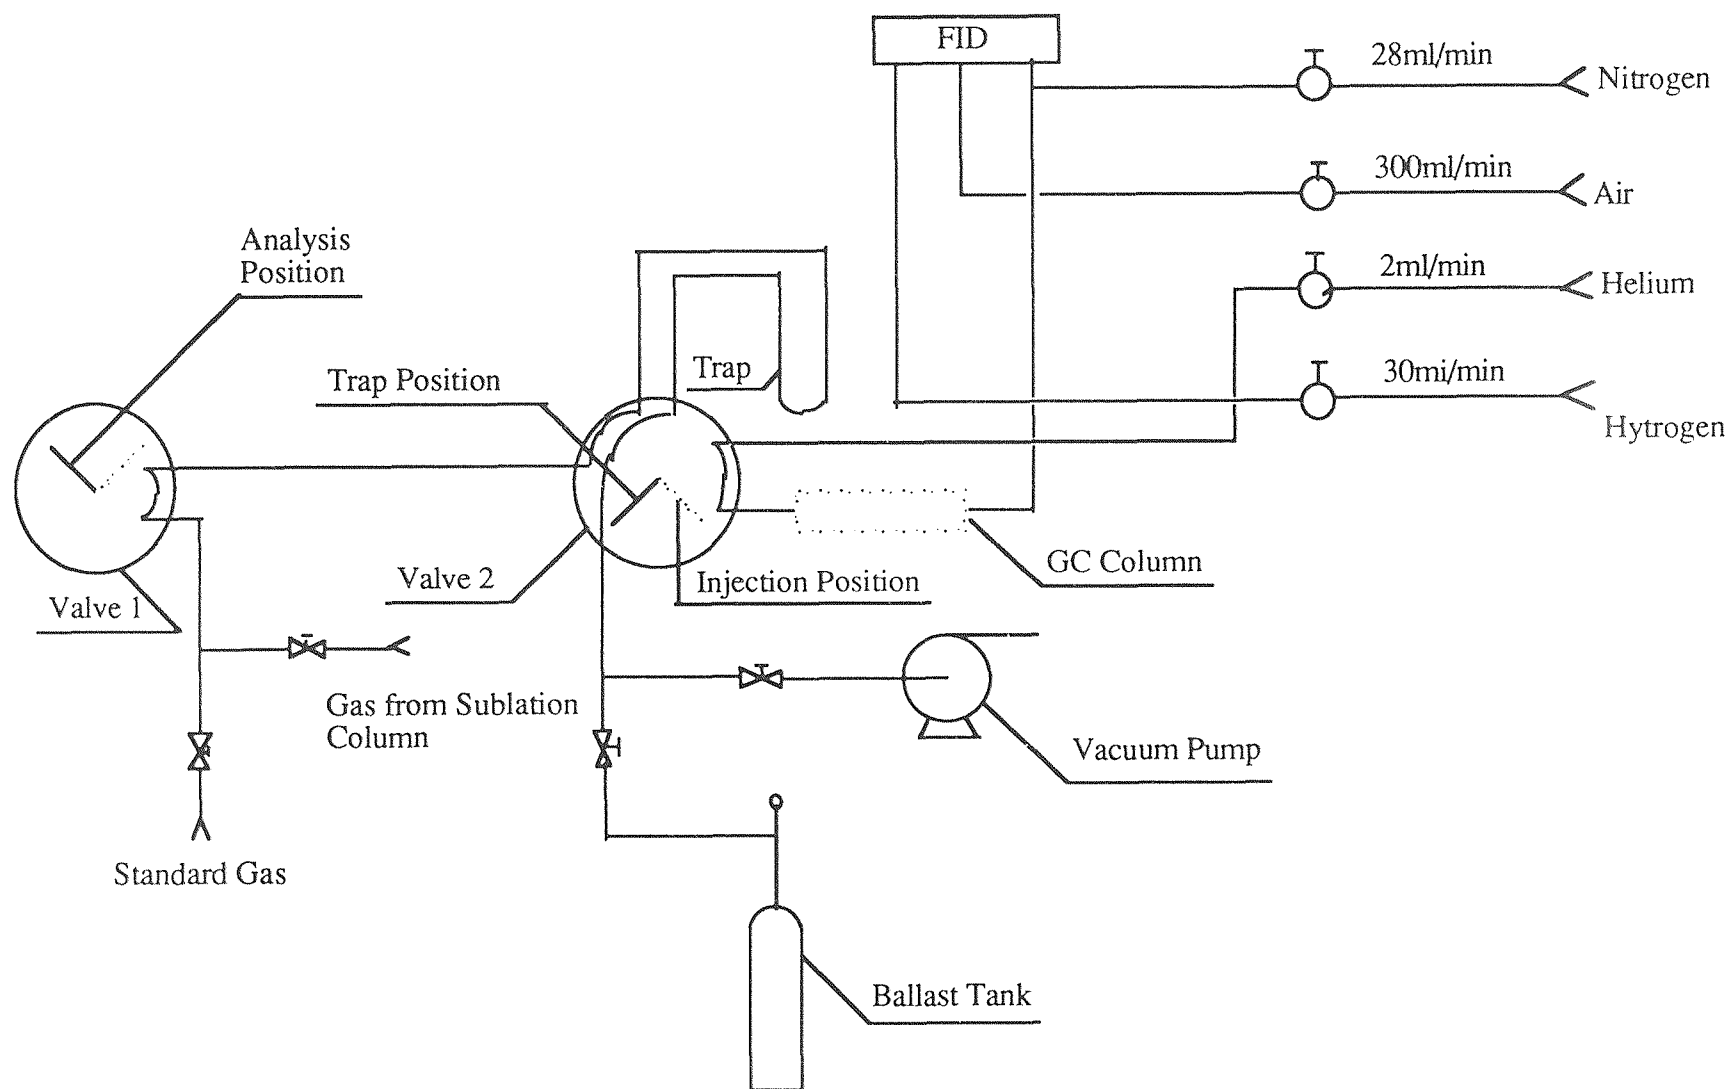 FID
28ml/min
Nitrogen
300ml/min
Air
2ml/min
Helium
30mi/min
Hytrogen
Analysis
Position
Trap Position
Trap
Valve 1
Valve 2
Injection Position
GC Column
Gas from Sublation
Column
Vacuum Pump
Standard Gas
Ballast Tank